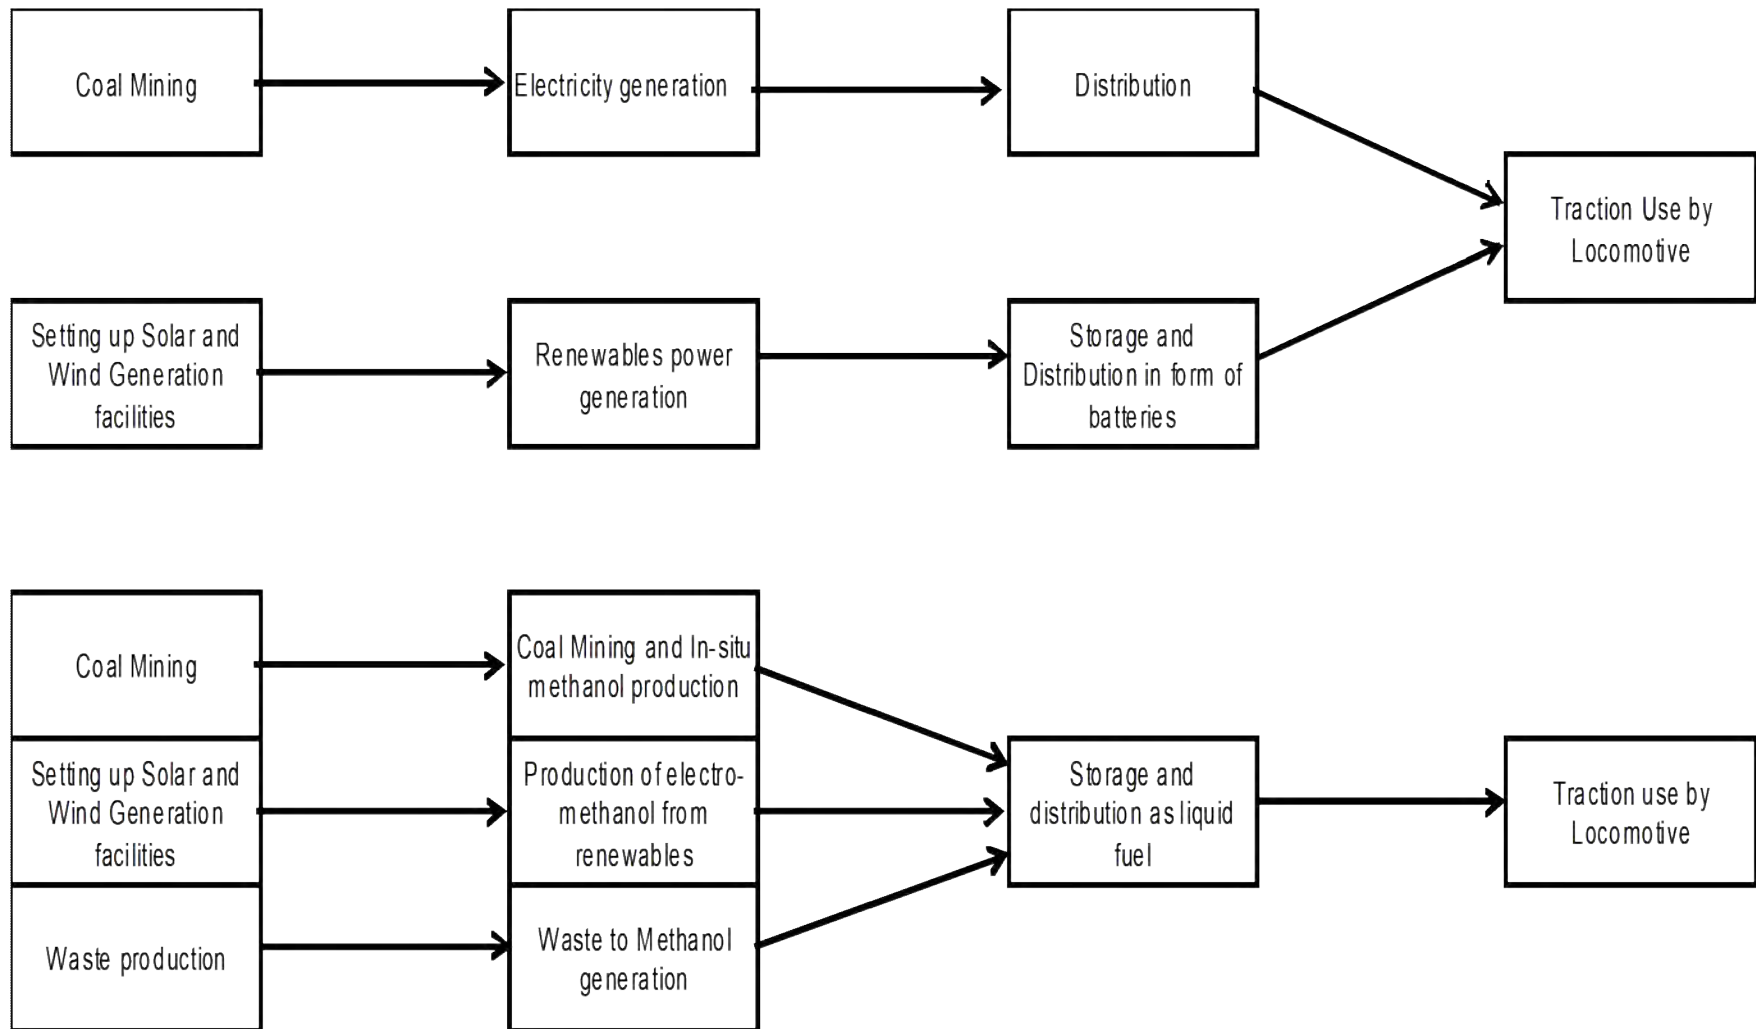 Coal Mining
Electricity generation
Distribution
Traction Use by
Locomotive
Setting up Solar and
Wind Generation
facilities
Renewables power
generation
Storage and
Distribution in form of
batteries
Coal Mining
Coal Mining and In-situ
methanol production
Setting up Solar and
Wind Generation
facilities
Production of electro-
methanol from
renewables
Storage and
distribution as liquid
fuel
Traction use by
Locomotive
Waste production
Waste to Methanol
generation